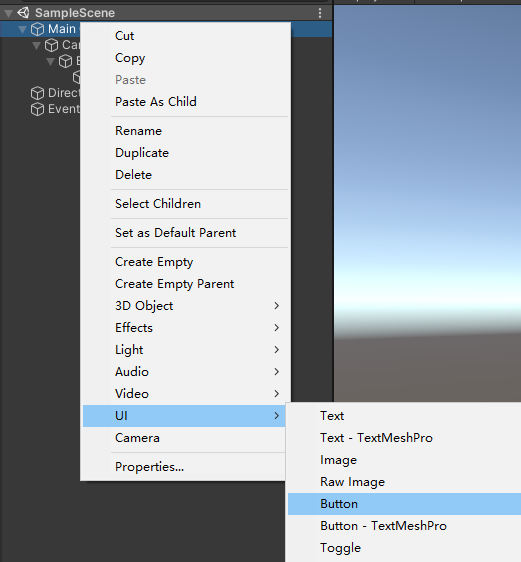 SampleScene
Main
Ca
E
Direct
Event
Cut
Copy
Paste
Paste As Child
Rename
Duplicate
Delete
Select Children
Set as Default Parent
Create Empty
Create Empty Parent
3D Object
Effects
Light
Audio
Video
UI
Camera
Properties...
Text
Text - TextMeshPro
Image
Raw Image
Button
Button - TextMeshPro
Toggle